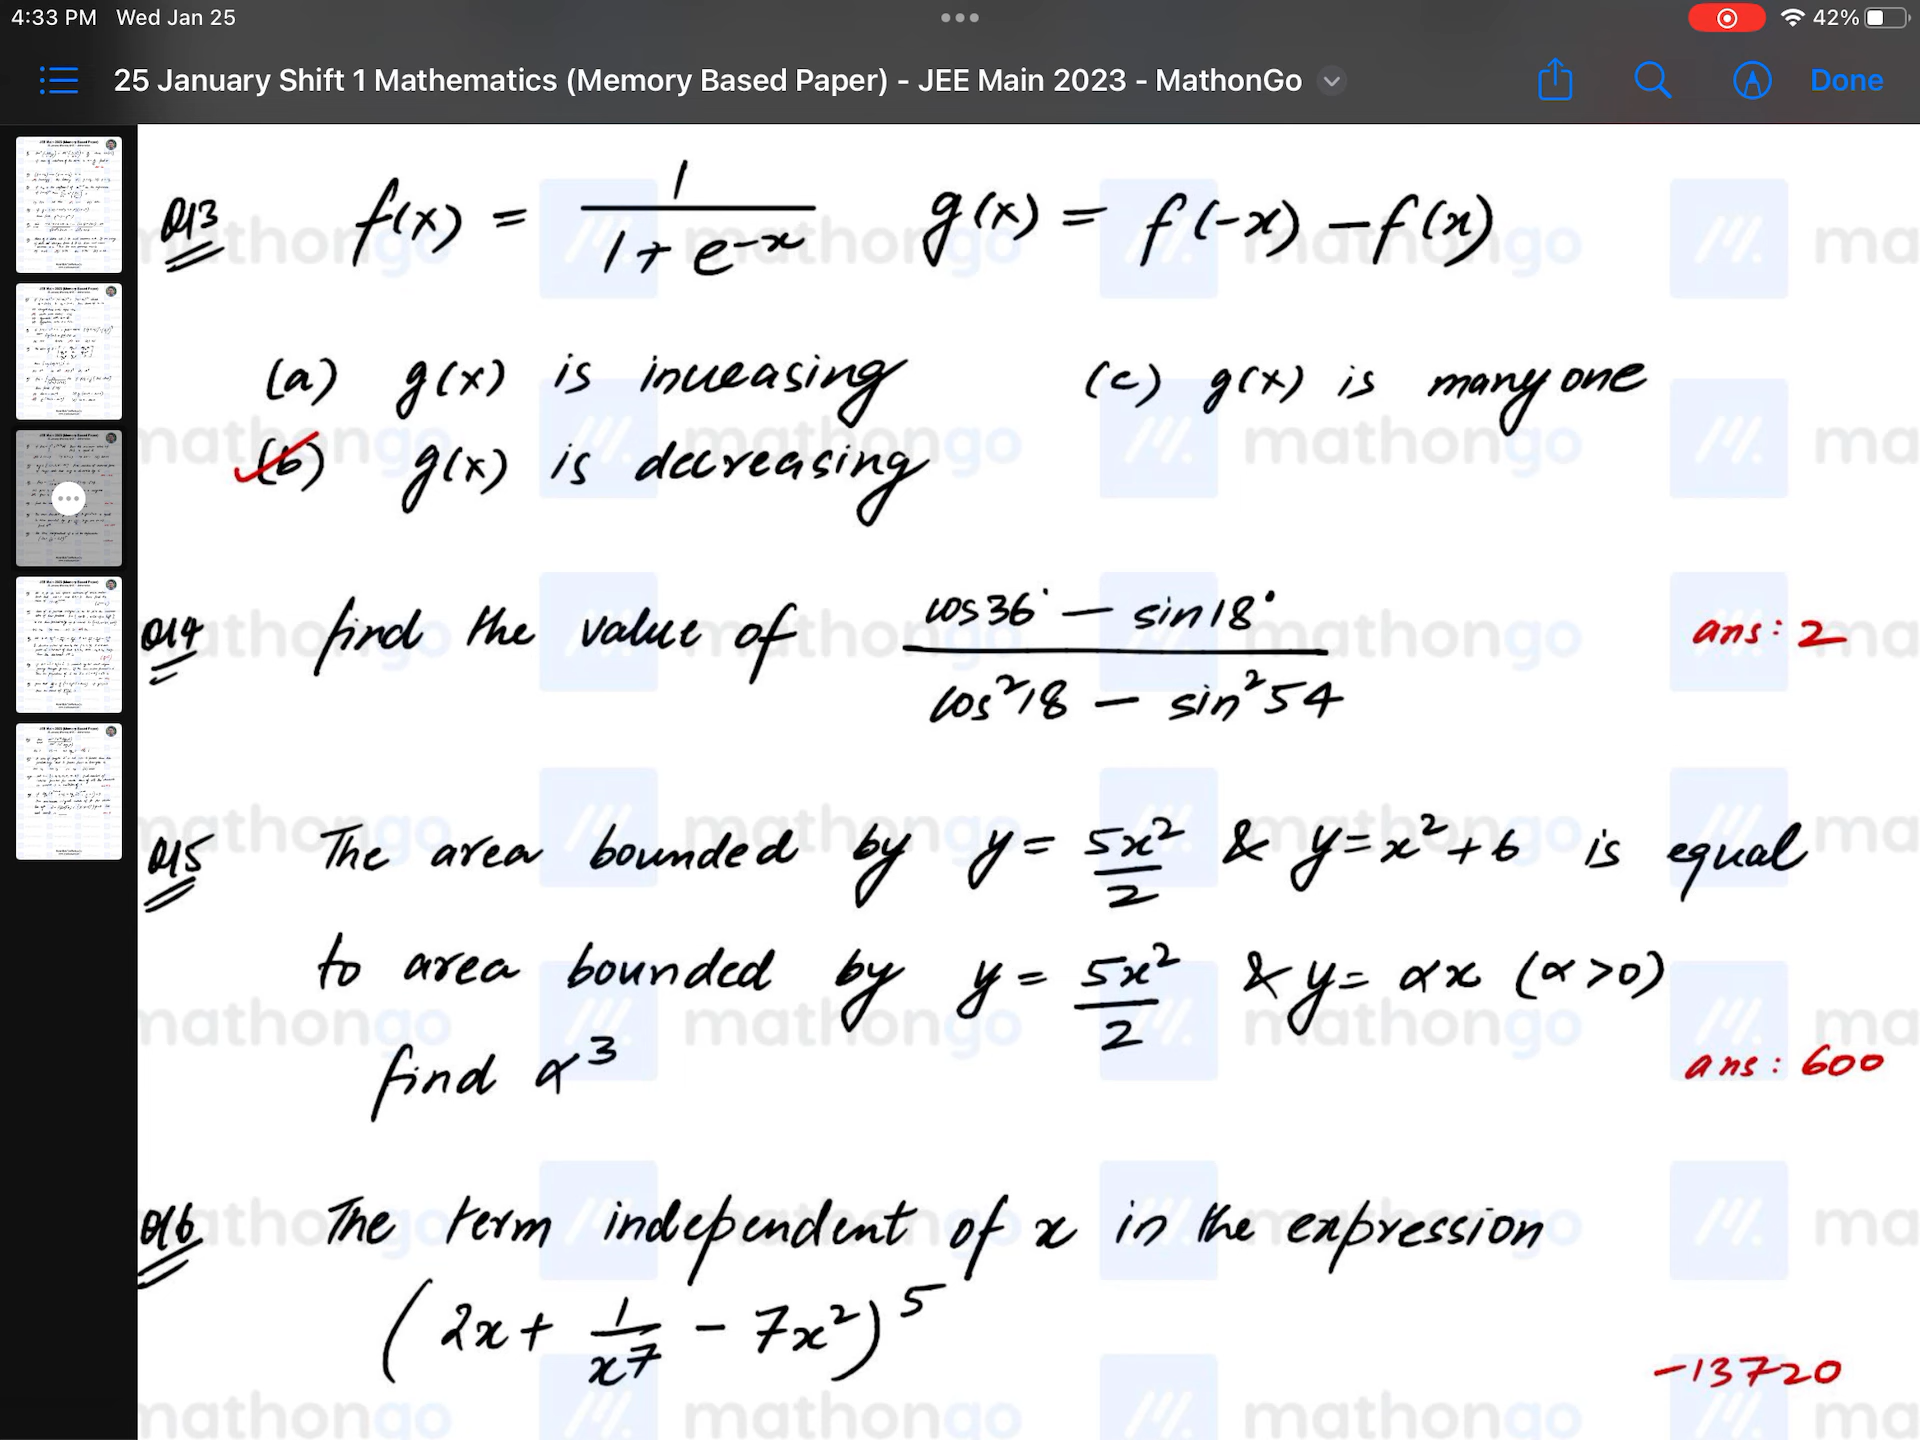 4:33 PM Wed Jan 25
42%
25 January Shift 1 Mathematics (Memory Based Paper) - JEE Main 2023 - MathonGo
Done
Q13 f(x) = 1/(1 + e^-x) g(x) = f(-x) - f(x)
(a) g(x) is increasing (c) g(x) is many one
(b) g(x) is decreasing
Q14 find the value of (cos36° - sin18°)/(cos²18 - sin²54) ans: 2
Q15 The area bounded by y = 5x²/2 & y = x² + 6 is equal
to area bounded by y = 5x²/2 & y = αx (α > 0)
find α³ ans: 600
Q16 The term independent of x in the expression
(2x + 1/x⁷ - 7x²)⁵ -13720
mathongo